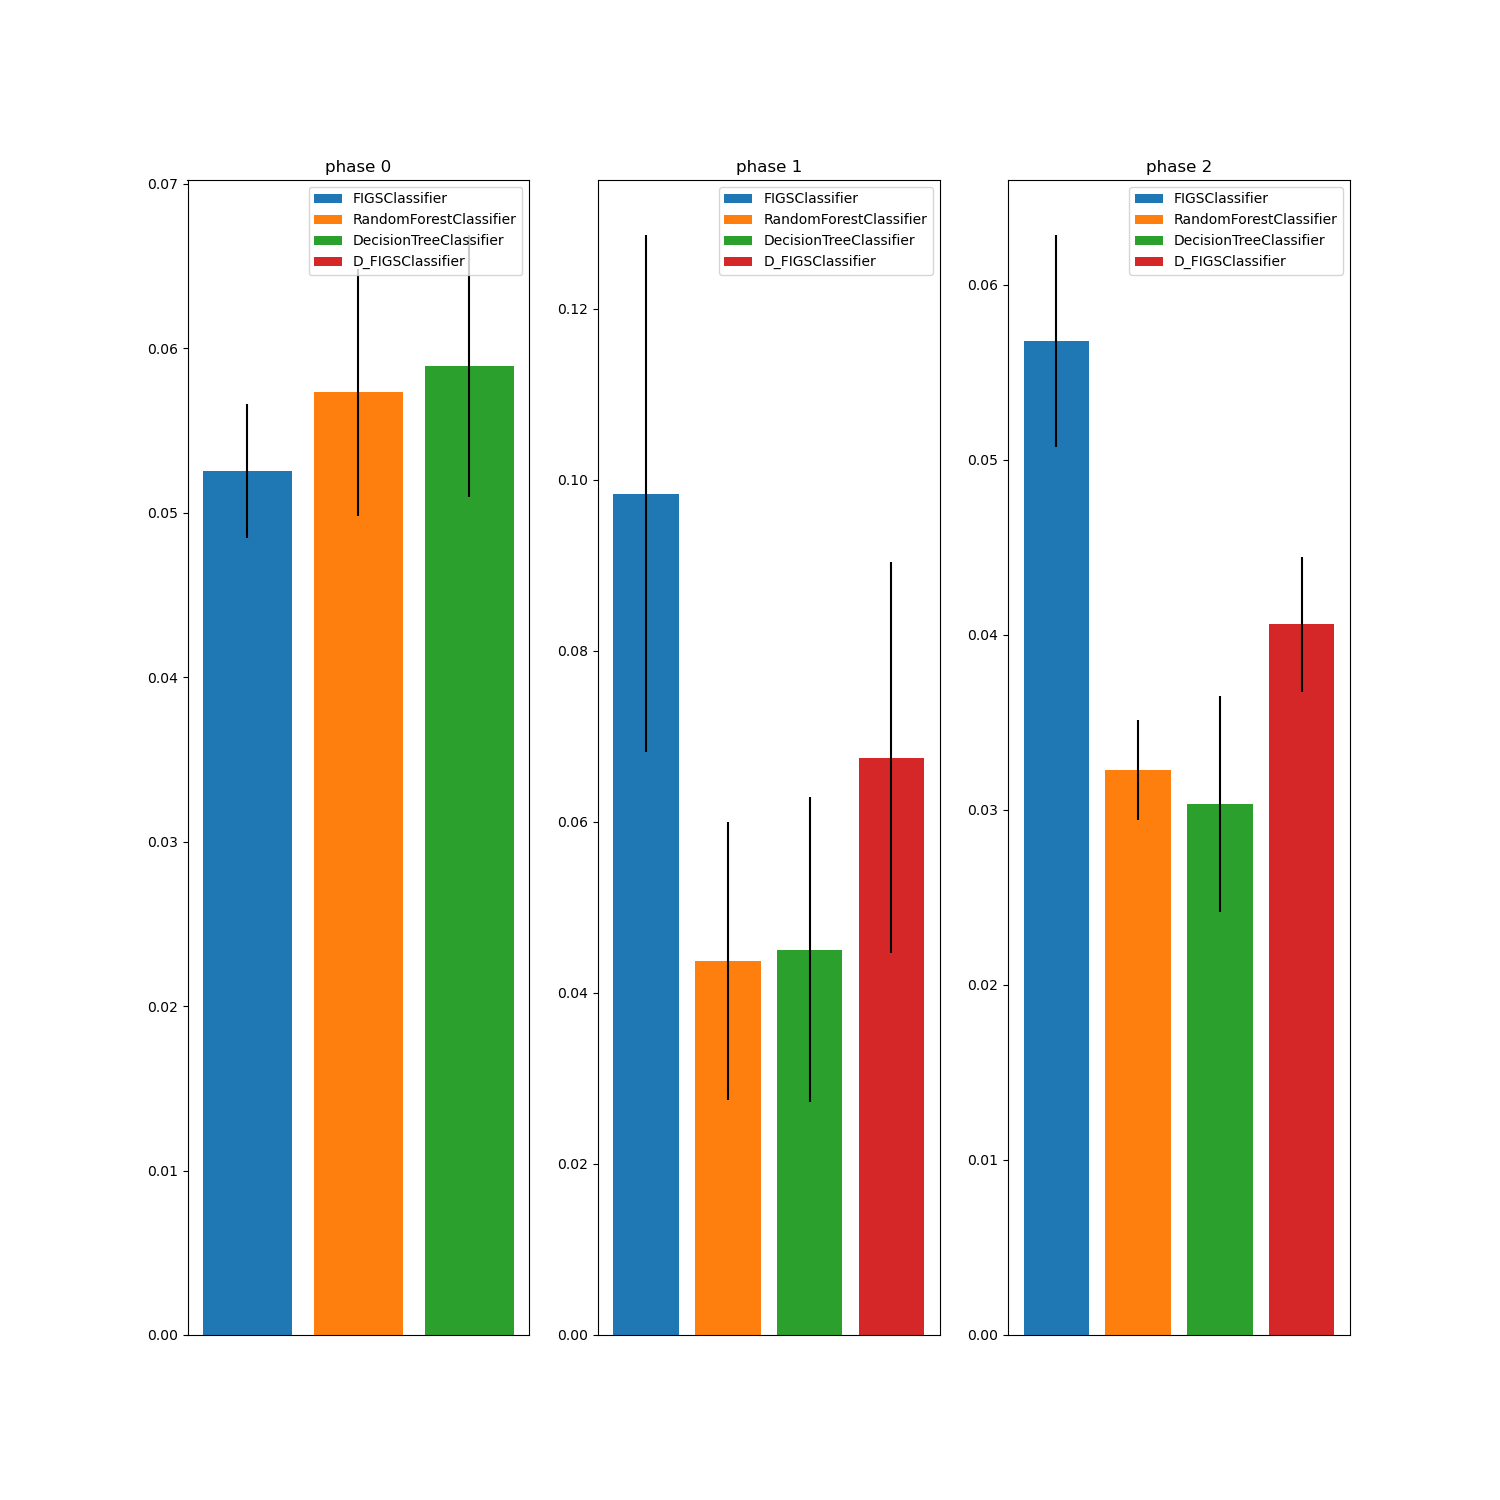 phase 0
0.07
0.06
0.05
0.04
0.03
0.02
0.01
0.00
FIGSClassifier
RandomForestClassifier
DecisionTreeClassifier
D_FIGSClassifier
phase 1
0.12
0.10
0.08
0.06
0.04
0.02
0.00
FIGSClassifier
RandomForestClassifier
DecisionTreeClassifier
D_FIGSClassifier
phase 2
0.06
0.05
0.04
0.03
0.02
0.01
0.00
FIGSClassifier
RandomForestClassifier
DecisionTreeClassifier
D_FIGSClassifier